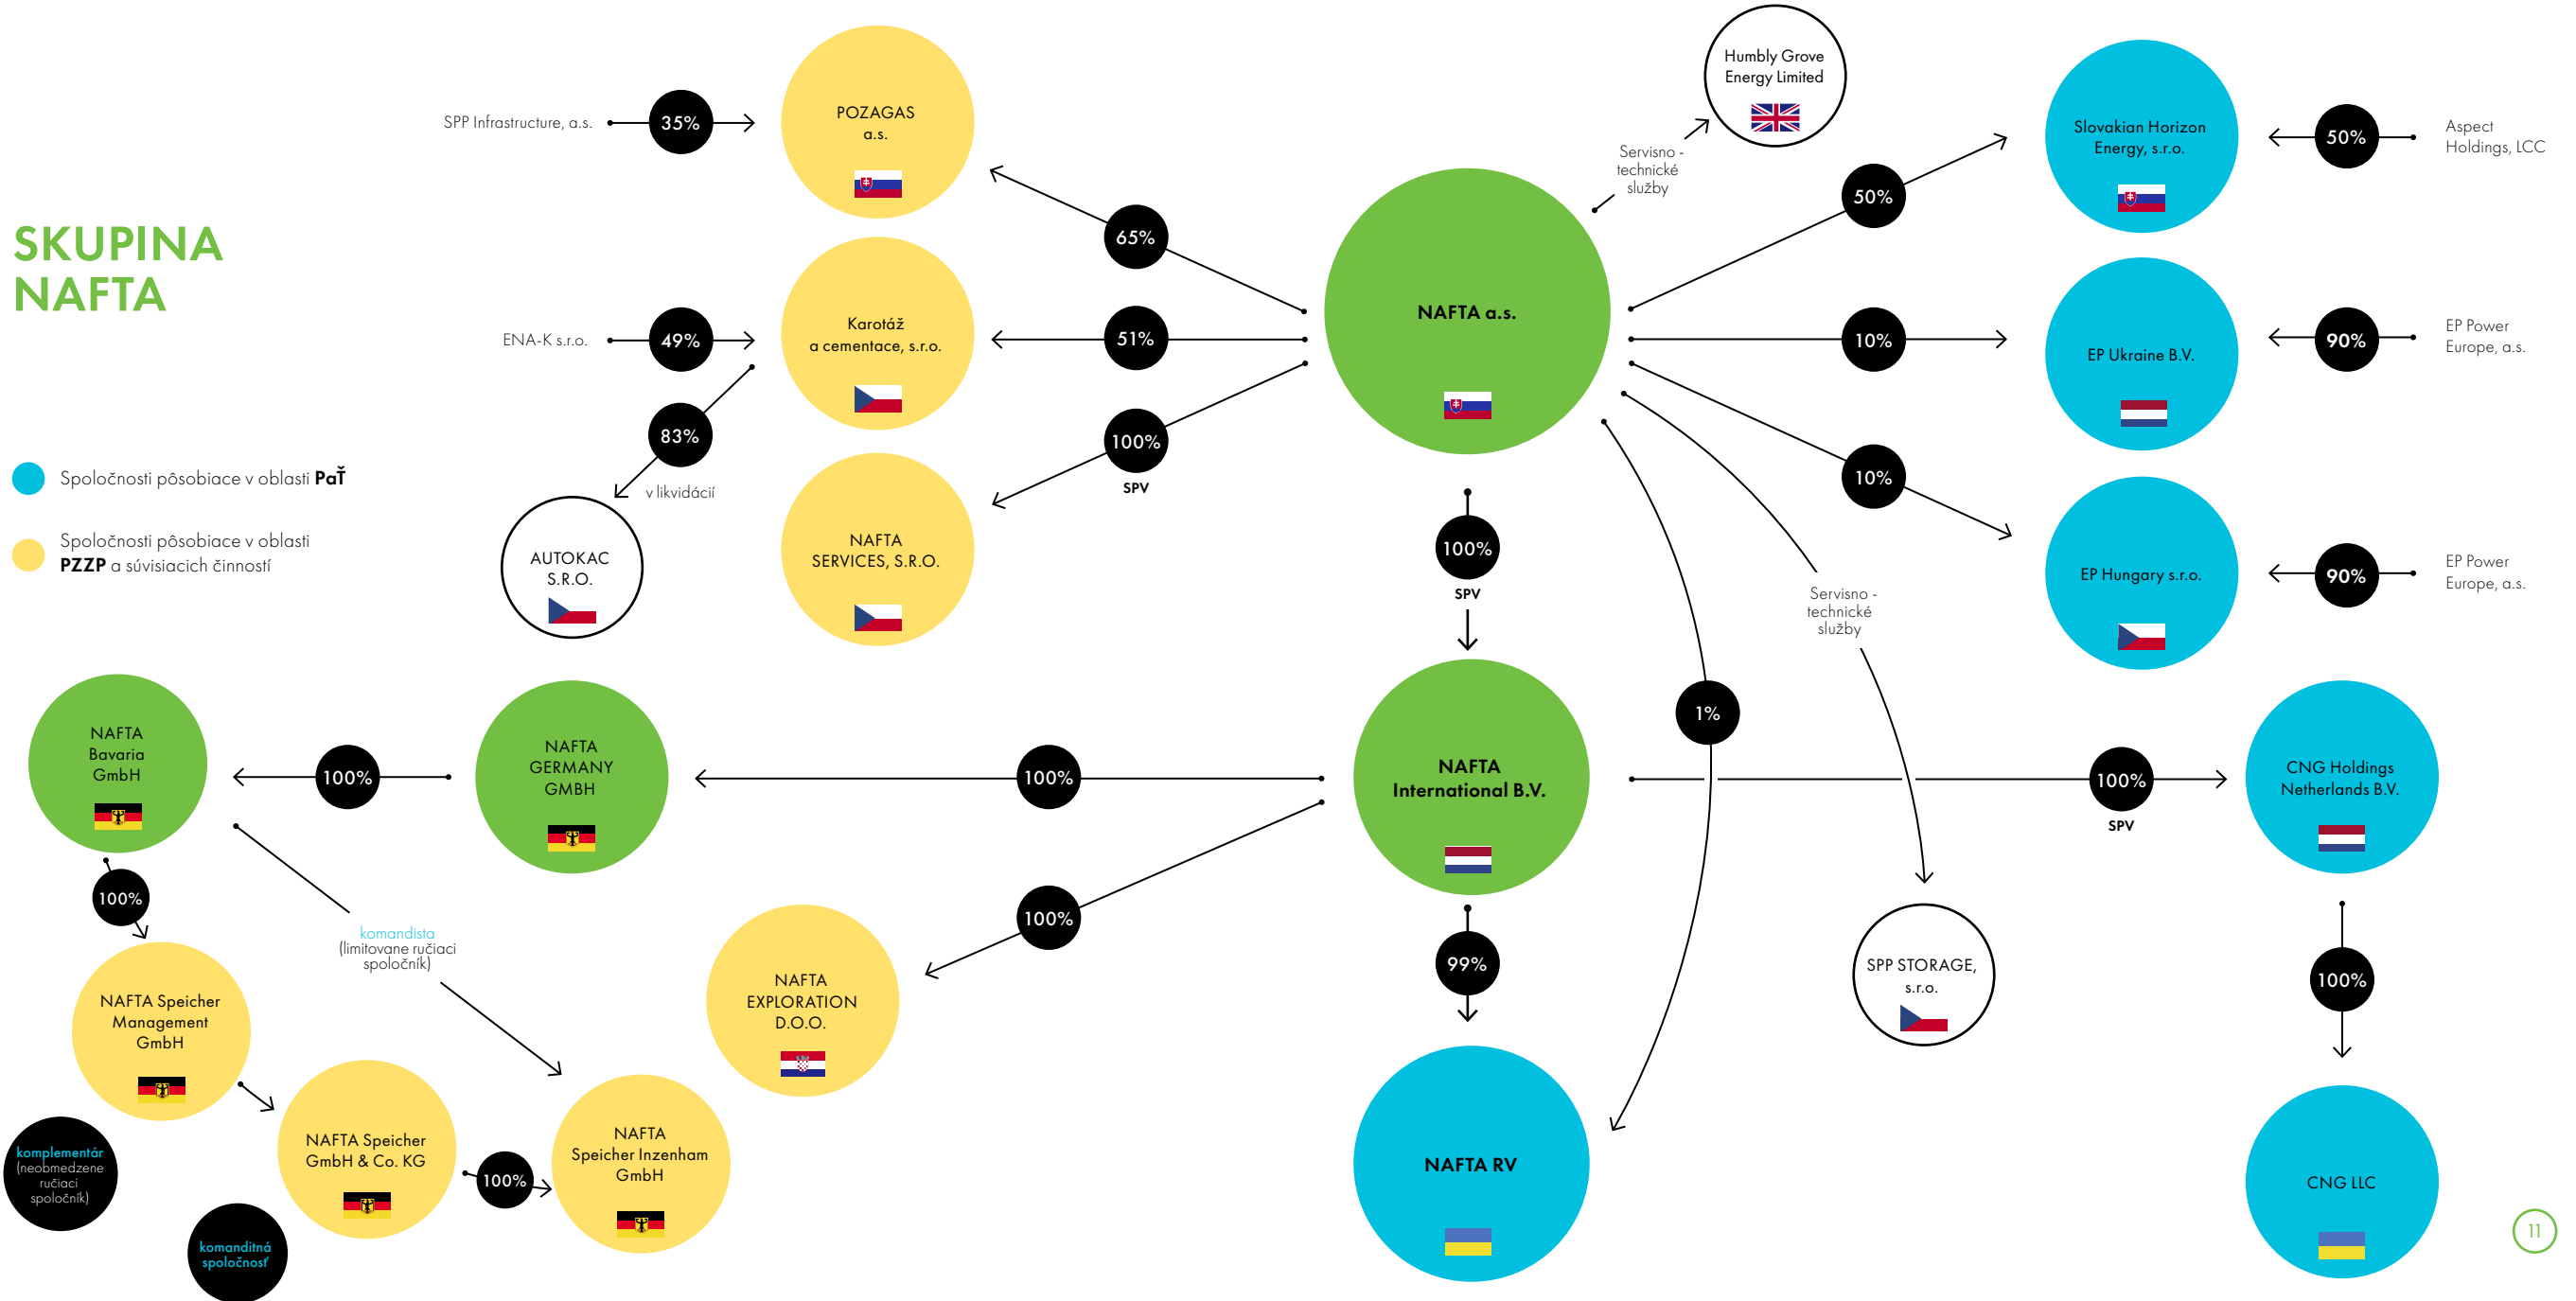 SKUPINA
NAFTA
SPP Infrastructure, a.s.
35%
POZAGAS
a.s.
65%
ENA-K s.r.o.
49%
Karotáž
a cementace, s.r.o.
51%
83%
v likvidácií
AUTOKAC
S.R.O.
NAFTA
SERVICES, S.R.O.
100%
SPV
Spoločnosti pôsobiace v oblasti PaŤ
Spoločnosti pôsobiace v oblasti
PZZP a súvisiacich činností
NAFTA a.s.
Servisno -
technické
služby
Humbly Grove
Energy Limited
50%
Slovakian Horizon
Energy, s.r.o.
50%
Aspect
Holdings, LCC
10%
EP Ukraine B.V.
90%
EP Power
Europe, a.s.
10%
EP Hungary s.r.o.
90%
EP Power
Europe, a.s.
100%
SPV
Servisno -
technické
služby
1%
NAFTA
Bavaria
GmbH
100%
NAFTA
GERMANY
GMBH
100%
NAFTA
International B.V.
100%
SPV
CNG Holdings
Netherlands B.V.
100%
komandista
(limitovane ručiaci
spoločník)
100%
99%
100%
NAFTA Speicher
Management
GmbH
NAFTA
EXPLORATION
D.O.O.
SPP STORAGE,
s.r.o.
komplementár
(neobmedzene
ručiaci
spoločník)
NAFTA Speicher
GmbH & Co. KG
100%
NAFTA
Speicher Inzenham
GmbH
NAFTA RV
CNG LLC
komanditná
spoločnosť
11